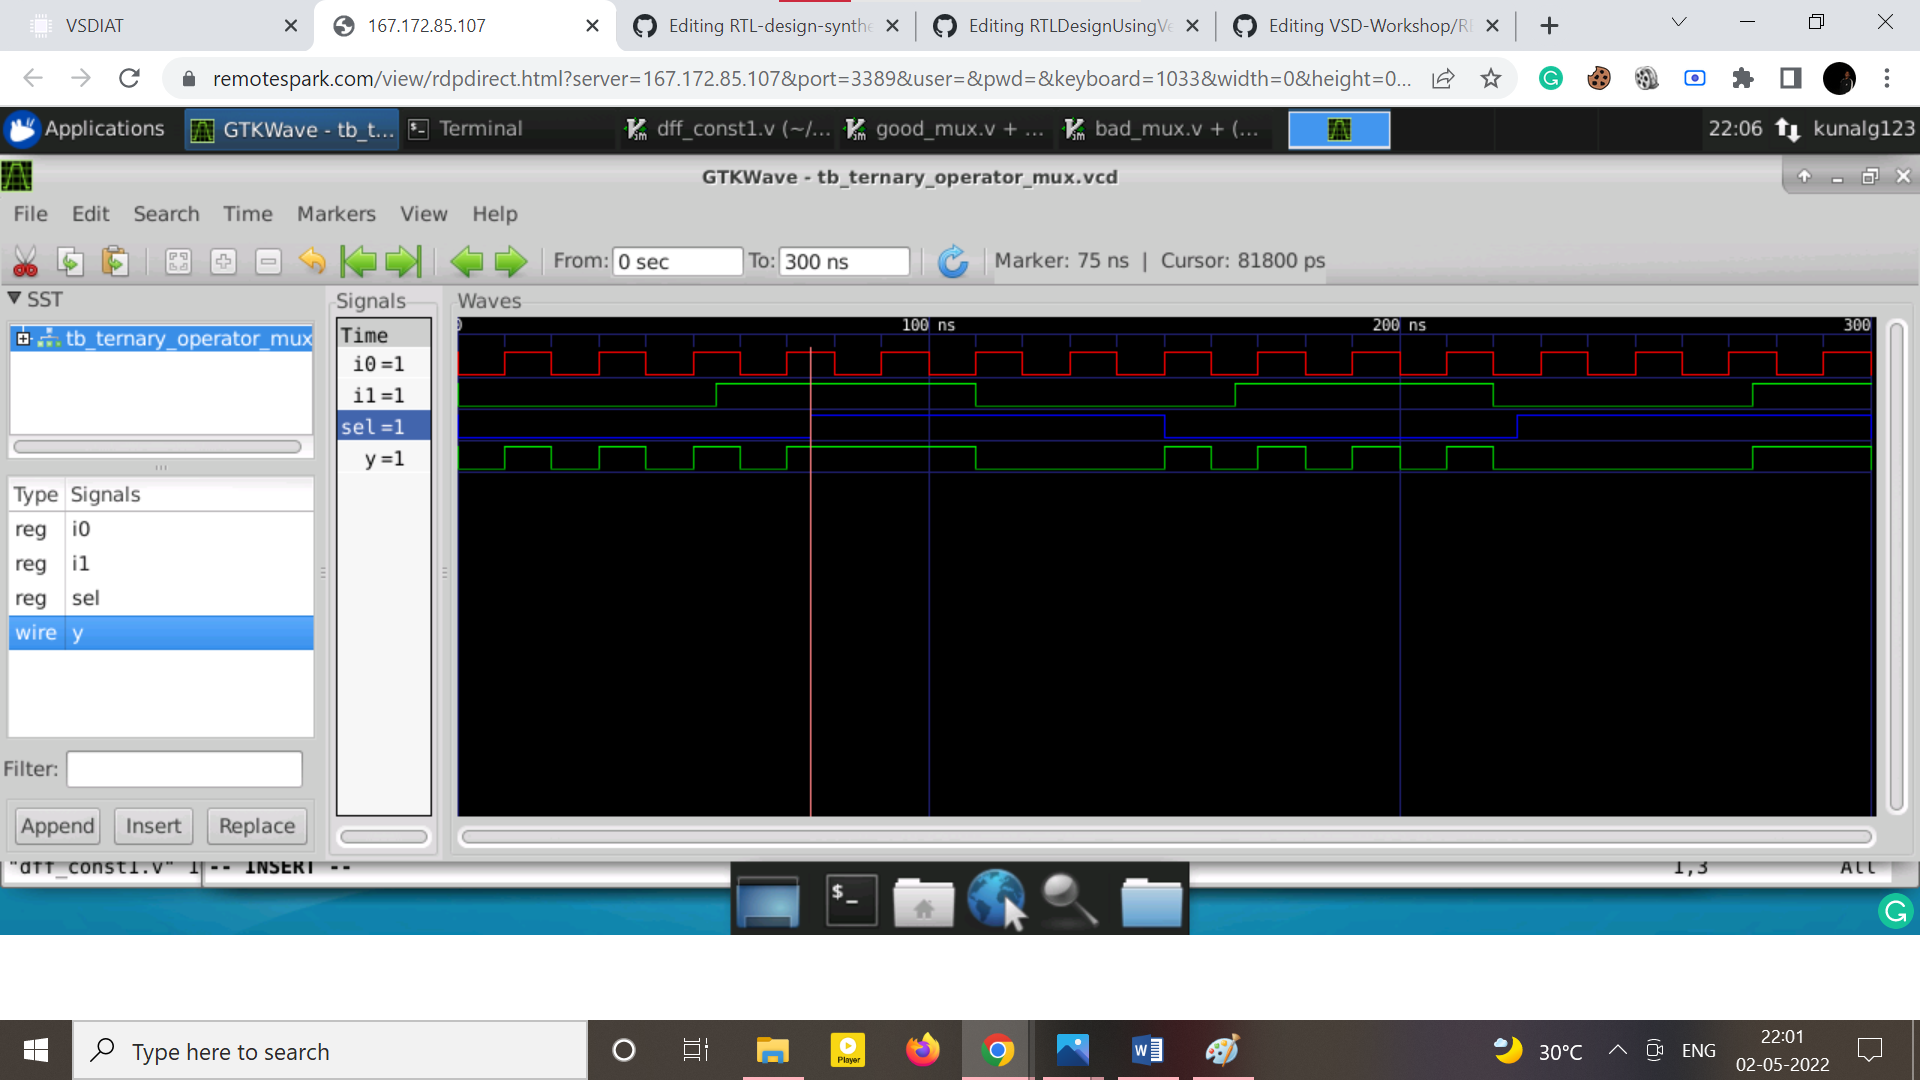 VSDIAT
167.172.85.107
Editing RTL-design-synthe
Editing RTLDesignUsingVe
Editing VSD-Workshop/RE
remotespark.com/view/rdpdirect.html?server=167.172.85.107&port=3389&user=&pwd=&keyboard=1033&width=0&height=0...
Applications
GTKWave - tb_t...
Terminal
dff_const1.v (~/...
good_mux.v + ...
bad_mux.v + (...
22:06
kunalg123
GTKWave - tb_ternary_operator_mux.vcd
File Edit Search Time Markers View Help
From: 0 sec To: 300 ns Marker: 75 ns | Cursor: 81800 ps
SST
tb_ternary_operator_mux
Type Signals
reg i0
reg i1
reg sel
wire y
Filter:
Append Insert Replace
Signals
Time
i0 =1
i1 =1
sel =1
y =1
Waves
0 100 ns 200 ns 300
"dff_const1.v" 1 -- INSERT -- 1,3 All
Player
Type here to search
30°C
ENG
22:01
02-05-2022